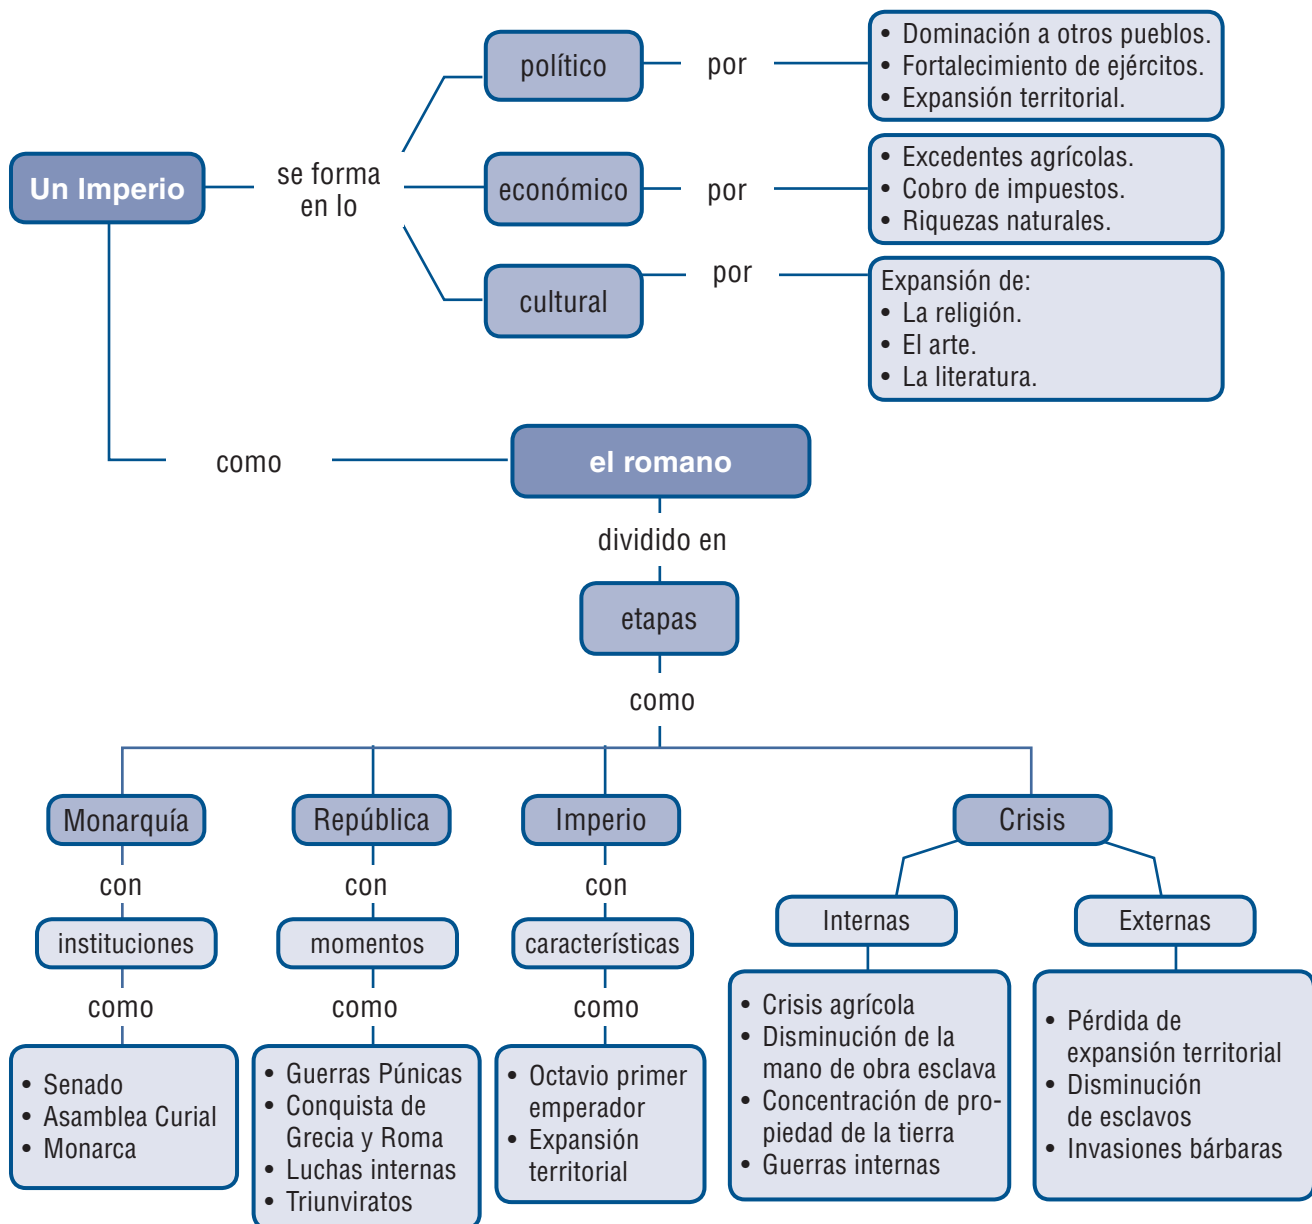 Un Imperio
se forma
en lo
político
por
• Dominación a otros pueblos.
• Fortalecimiento de ejércitos.
• Expansión territorial.
económico
por
• Excedentes agrícolas.
• Cobro de impuestos.
• Riquezas naturales.
cultural
por
Expansión de:
• La religión.
• El arte.
• La literatura.
como
el romano
dividido en
etapas
como
Monarquía
con
instituciones
como
• Senado
• Asamblea Curial
• Monarca
República
con
momentos
como
• Guerras Púnicas
• Conquista de
Grecia y Roma
• Luchas internas
• Triunviratos
Imperio
con
características
como
• Octavio primer
emperador
• Expansión
territorial
Crisis
Internas
• Crisis agrícola
• Disminución de la
mano de obra esclava
• Concentración de pro-
piedad de la tierra
• Guerras internas
Externas
• Pérdida de
expansión territorial
• Disminución
de esclavos
• Invasiones bárbaras